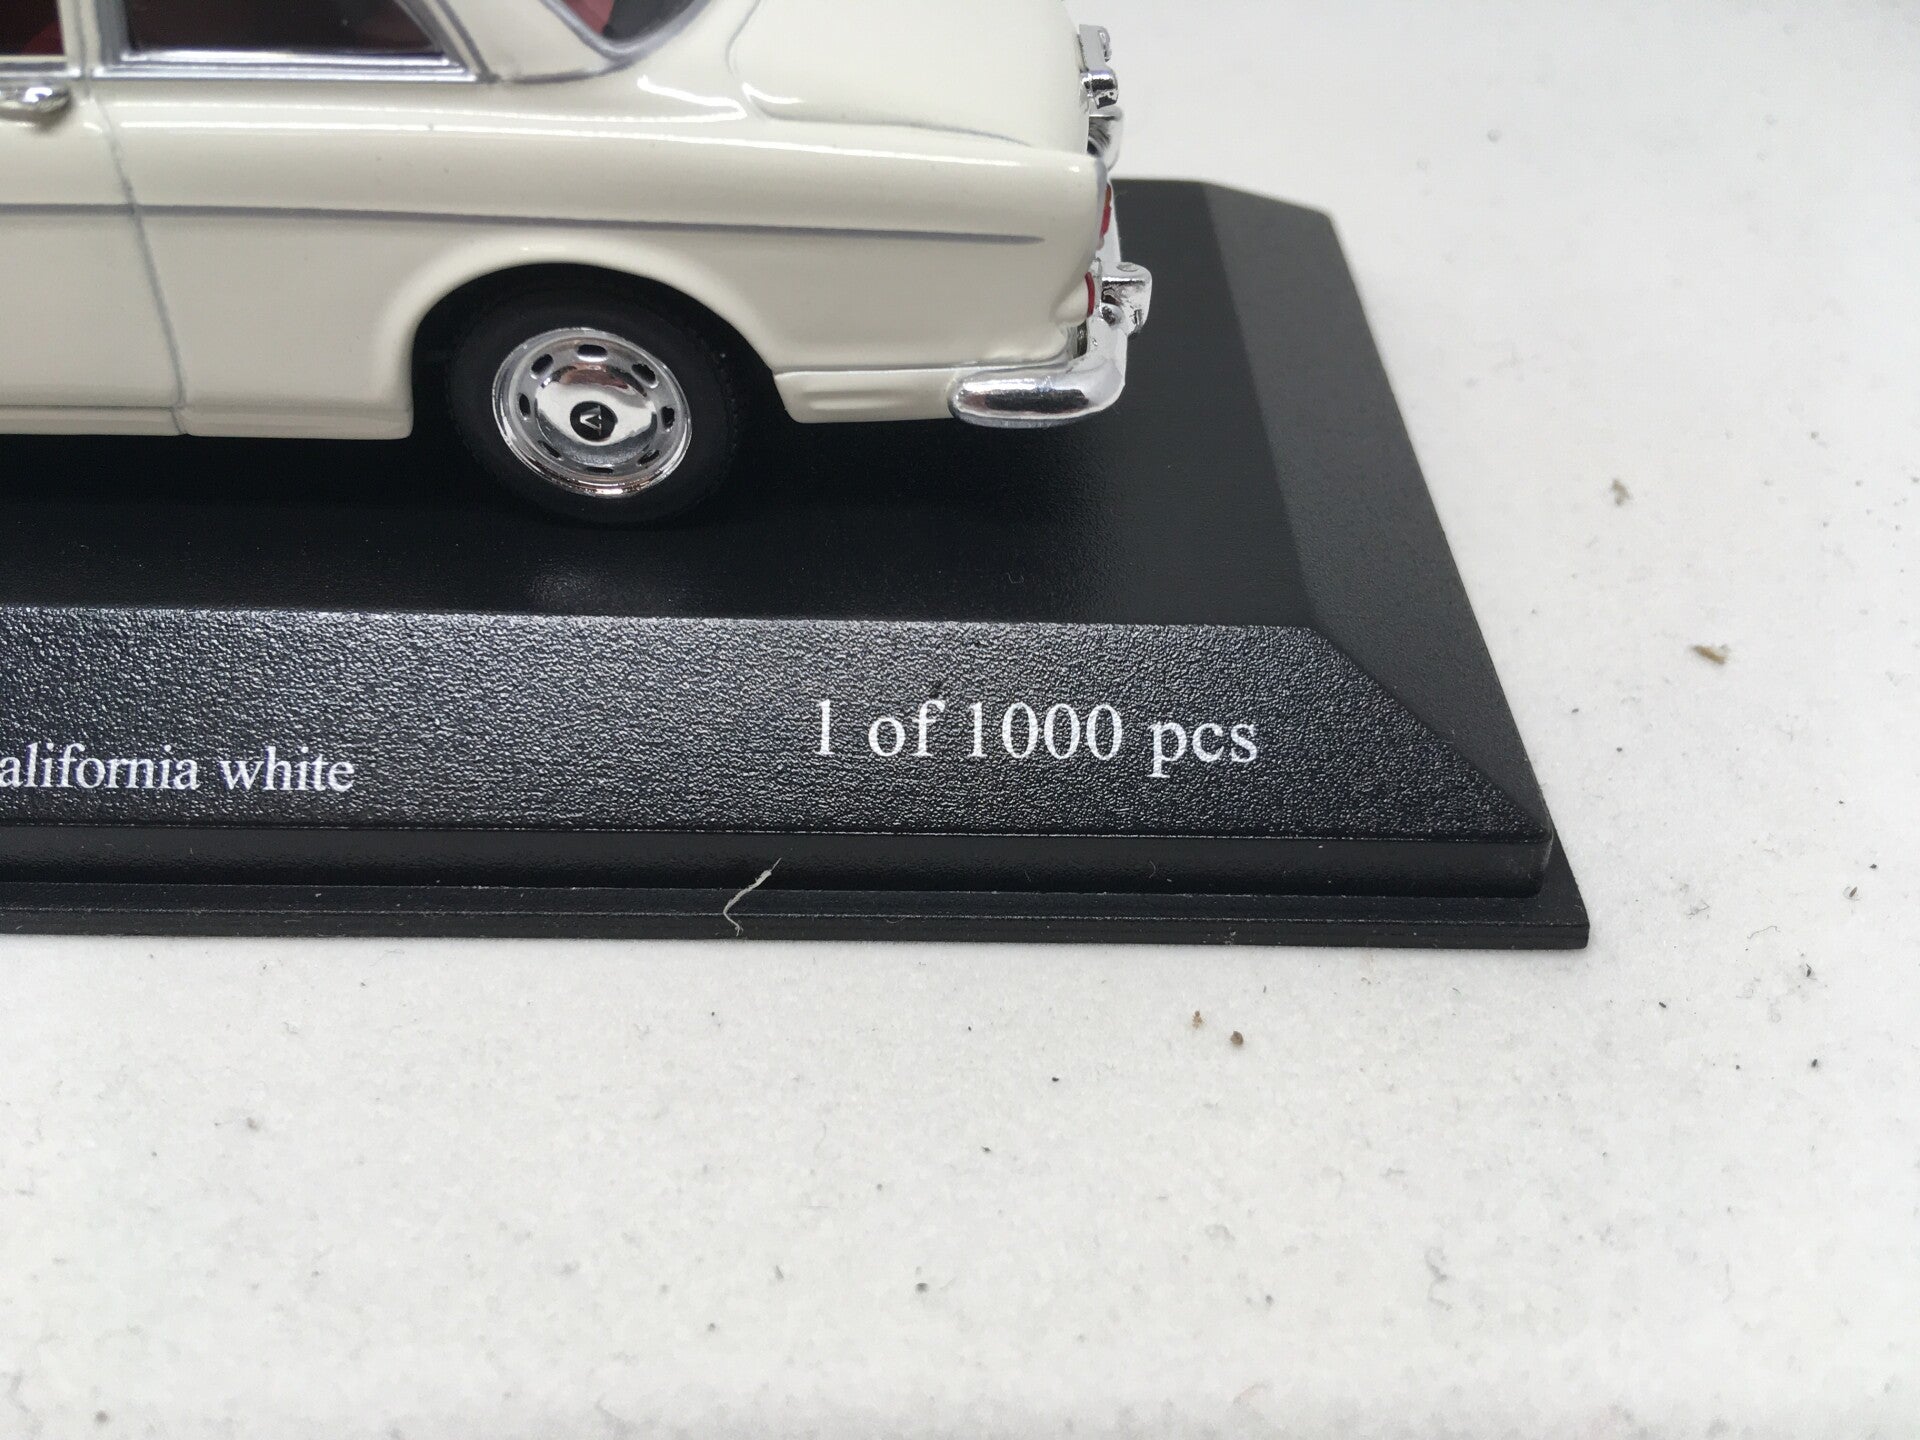 alifornia white
1 of 1000 pcs